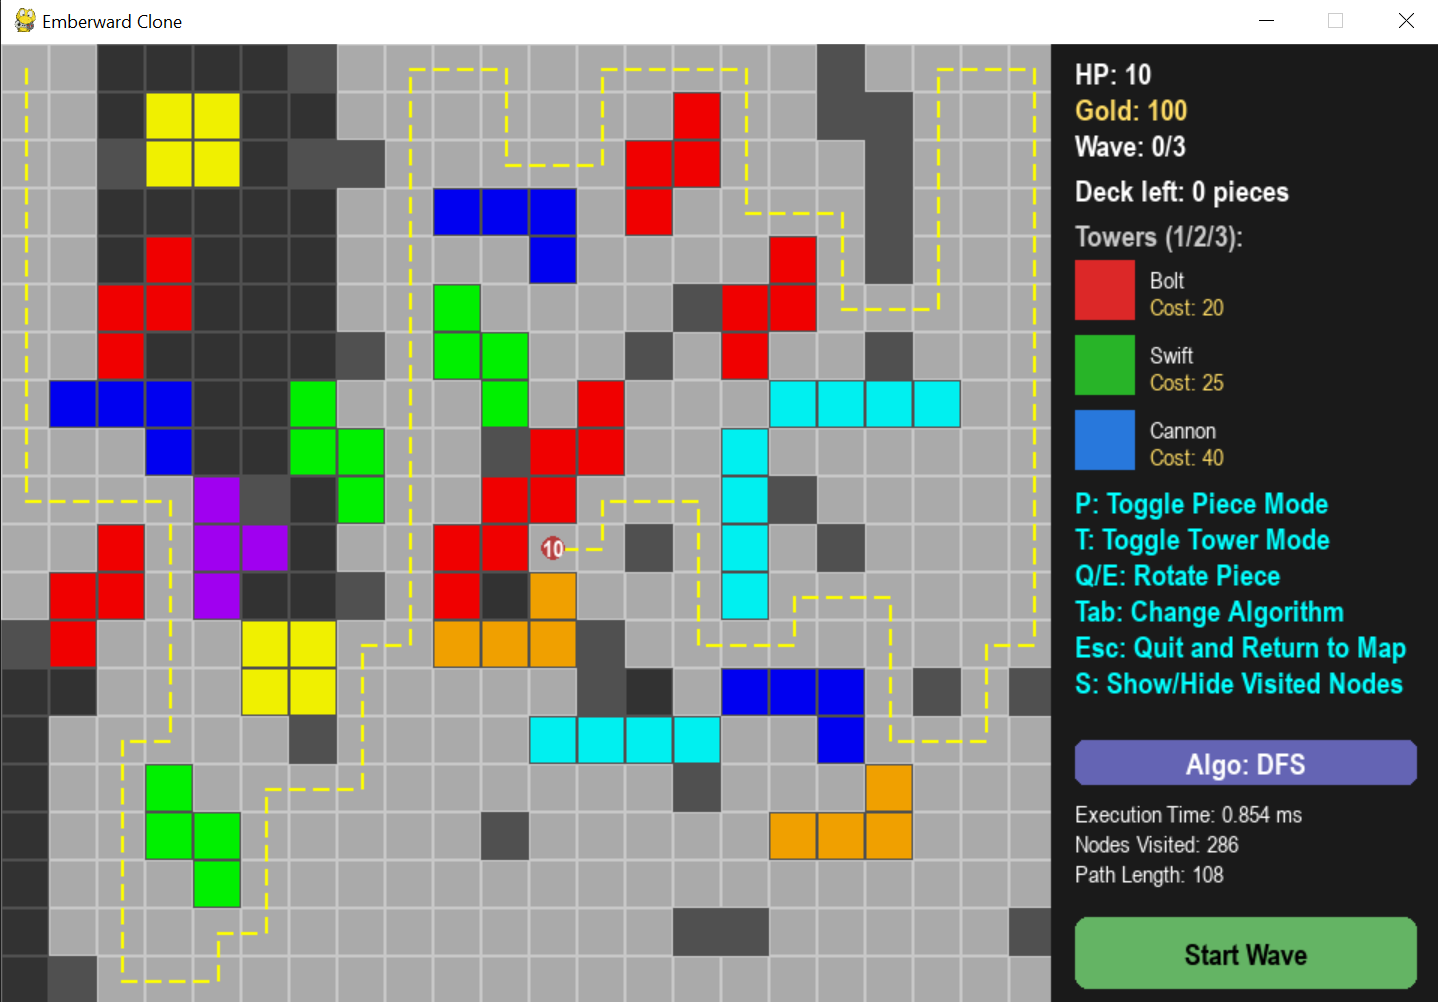 Emberward Clone
HP: 10
Gold: 100
Wave: 0/3
Deck left: 0 pieces
Towers (1/2/3):
Bolt
Cost: 20
Swift
Cost: 25
Cannon
Cost: 40
P: Toggle Piece Mode
T: Toggle Tower Mode
Q/E: Rotate Piece
Tab: Change Algorithm
Esc: Quit and Return to Map
S: Show/Hide Visited Nodes
Algo: DFS
Execution Time: 0.854 ms
Nodes Visited: 286
Path Length: 108
Start Wave
10